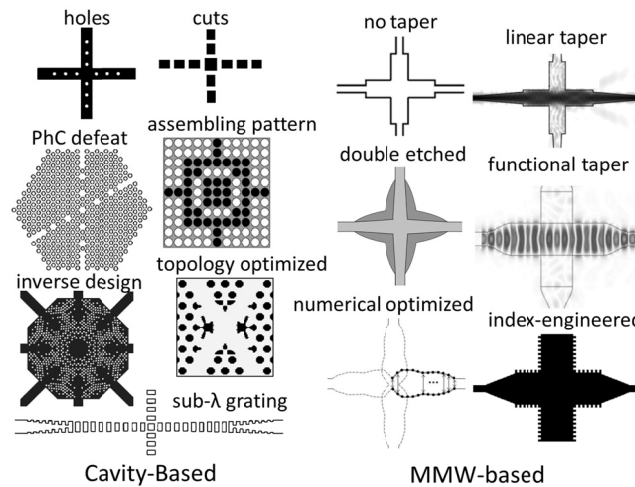 holes
cuts
no taper
linear taper
PhC defeat
assembling pattern
double etched
functional taper
inverse design
topology optimized
numerical optimized
index-engineered
sub-λ grating
Cavity-Based
MMW-based